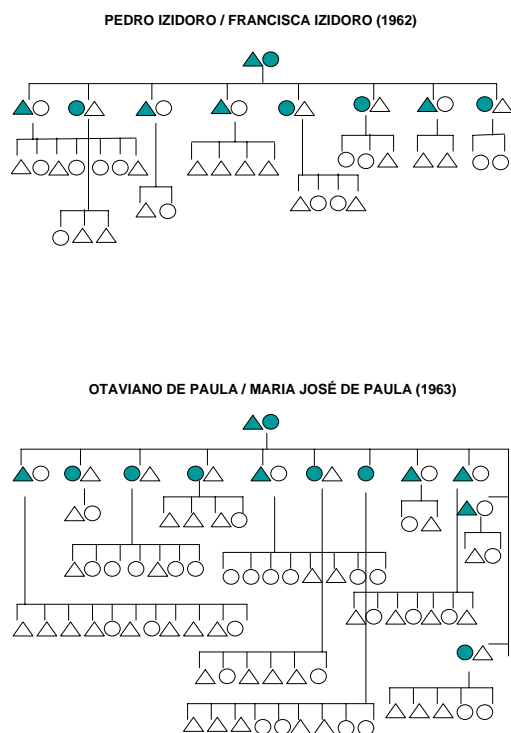 PEDRO IZIDORO / FRANCISCA IZIDORO (1962)
OTAVIANO DE PAULA / MARIA JOSÉ DE PAULA (1963)